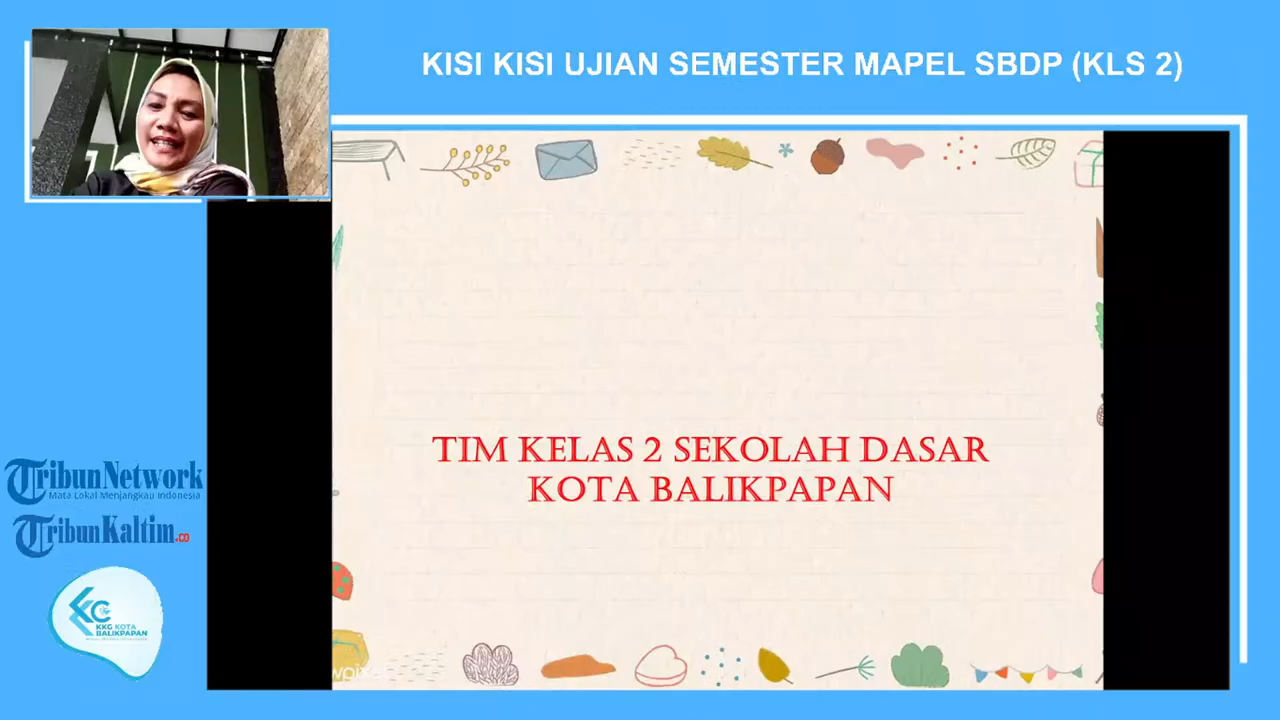 KISI KISI UJIAN SEMESTER MAPEL SBDP (KLS 2)
TIM KELAS 2 SEKOLAH DASAR
KOTA BALIKPAPAN
TribunNetwork
Mata Lokal Menjangkau Indonesia
TribunKaltim.co
KKG KOTA
BALIKPAPAN